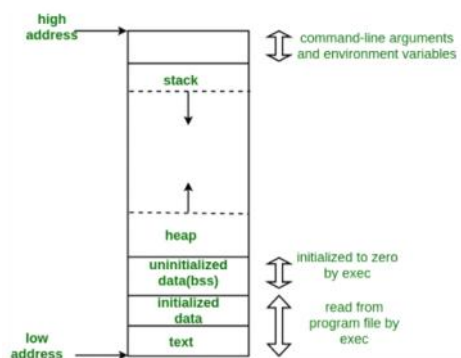 high
address
command-line arguments
and environment variables
stack
heap
uninitialized
data(bss)
initialized to zero
by exec
initialized
data
read from
program file by
exec
text
low
address